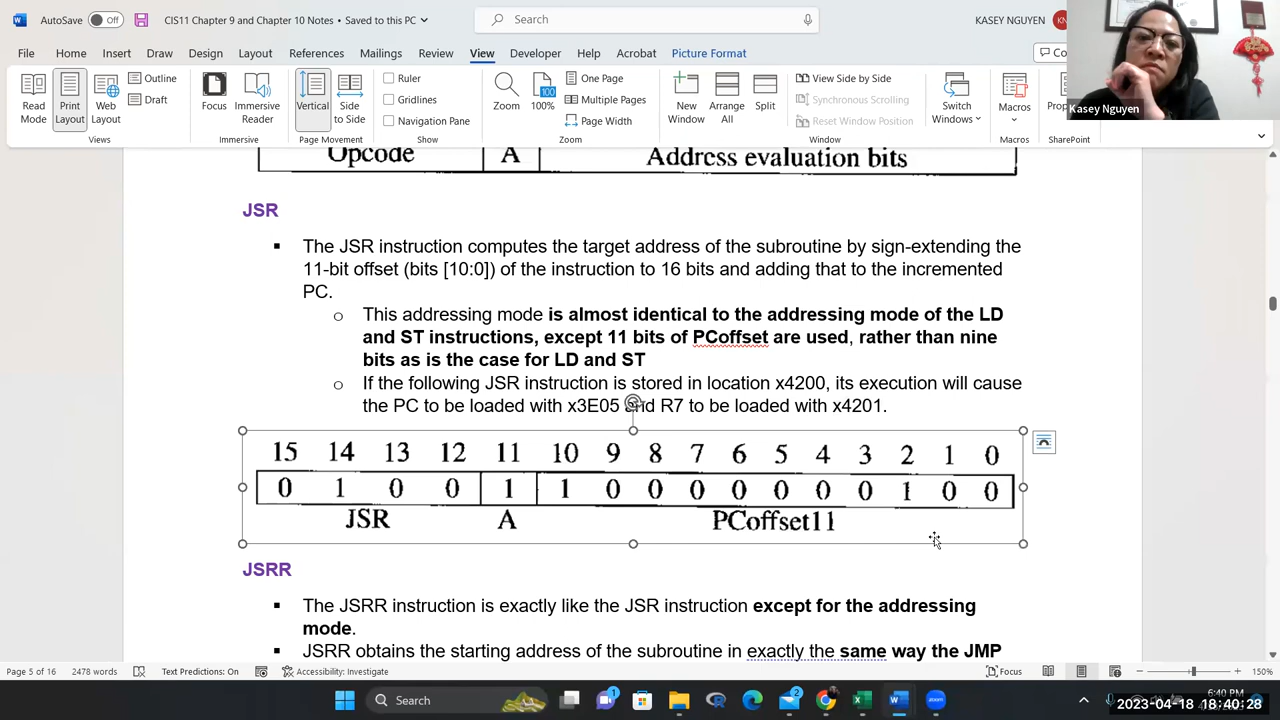 AutoSave Off CIS11 Chapter 9 and Chapter 10 Notes • Saved to this PC Search KASEY NGUYEN
File Home Insert Draw Design Layout References Mailings Review View Developer Help Acrobat Picture Format
Read Mode Print Layout Web Layout Outline Draft Focus Immersive Reader Vertical Side to Side Ruler Gridlines Navigation Pane Zoom 100% One Page Multiple Pages Page Width New Window Arrange All Split View Side by Side Synchronous Scrolling Reset Window Position Switch Windows Macros
Views Immersive Page Movement Show Zoom Window Macros SharePoint
Kasey Nguyen
Opcode A Address evaluation bits
JSR
▪ The JSR instruction computes the target address of the subroutine by sign-extending the
11-bit offset (bits [10:0]) of the instruction to 16 bits and adding that to the incremented
PC.
o This addressing mode is almost identical to the addressing mode of the LD
and ST instructions, except 11 bits of PCoffset are used, rather than nine
bits as is the case for LD and ST
o If the following JSR instruction is stored in location x4200, its execution will cause
the PC to be loaded with x3E05 and R7 to be loaded with x4201.
15 14 13 12 11 10 9 8 7 6 5 4 3 2 1 0
0 1 0 0 1 1 0 0 0 0 0 0 0 1 0 0
JSR A PCoffset11
JSRR
▪ The JSRR instruction is exactly like the JSR instruction except for the addressing
mode.
▪ JSRR obtains the starting address of the subroutine in exactly the same way the JMP
Page 5 of 16 2478 words Text Predictions: On Accessibility: Investigate Focus 150%
Search 6:40 PM
2023-04-18 18:40:28